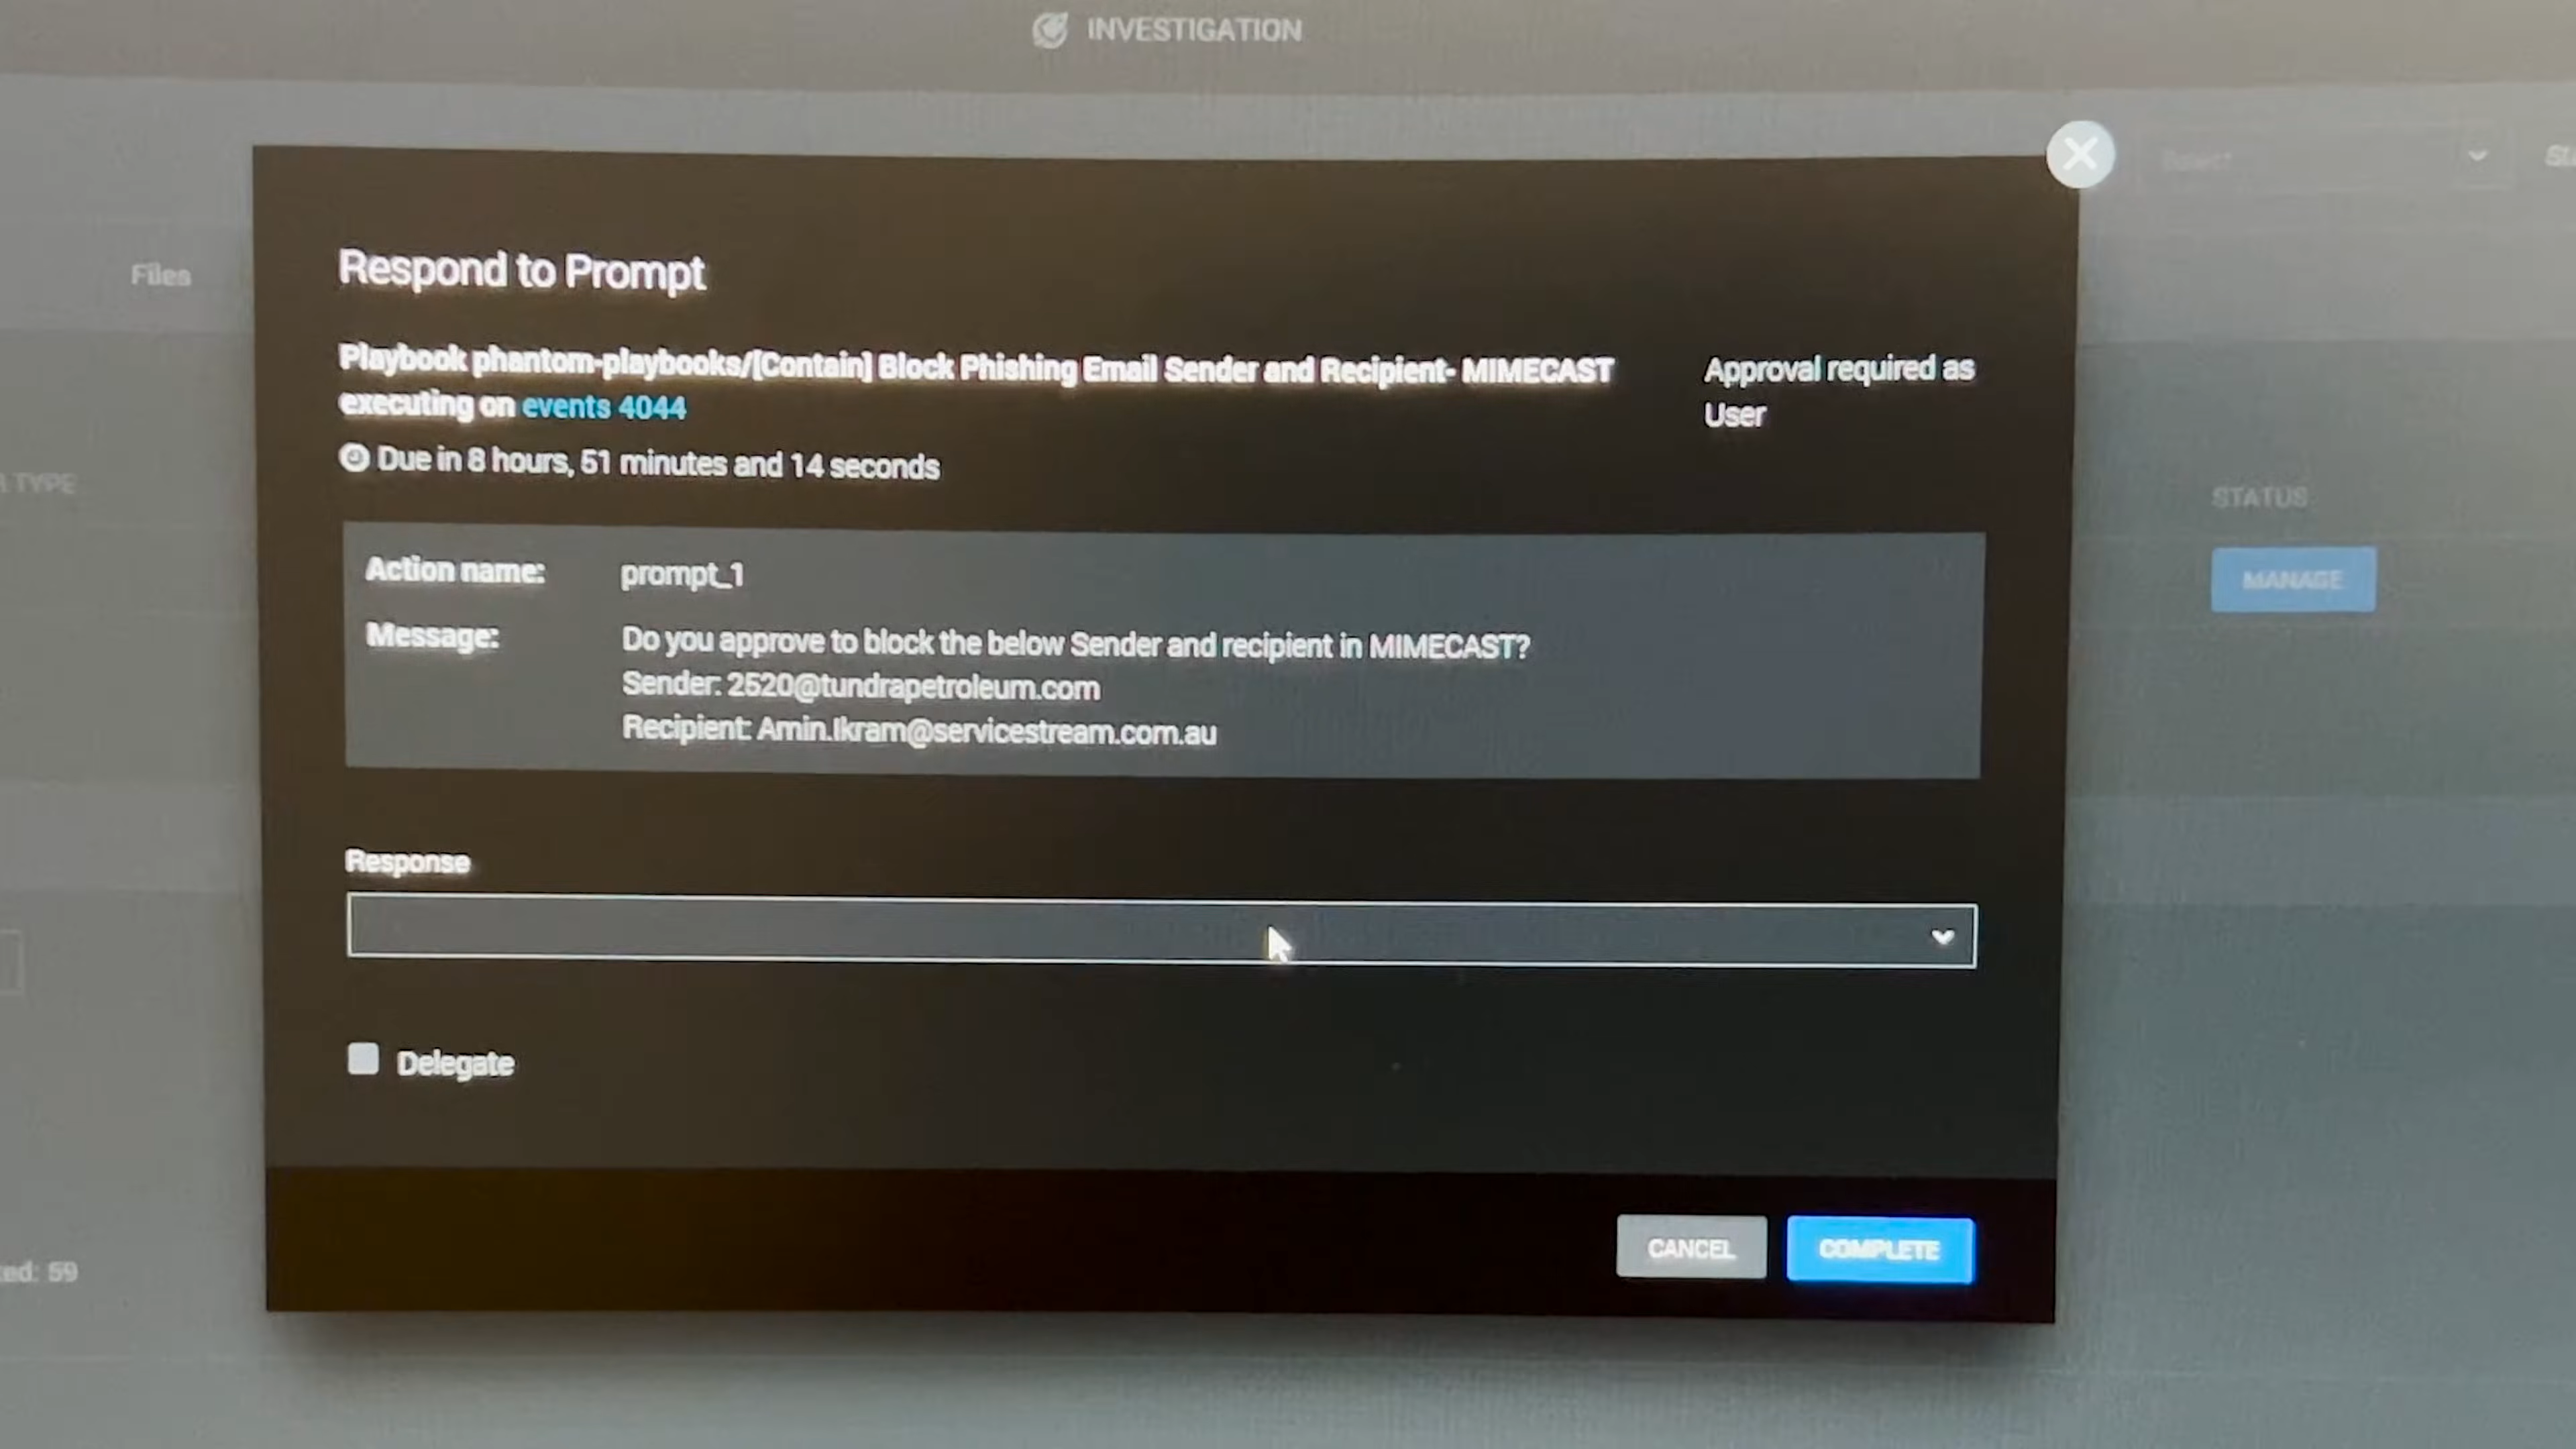 INVESTIGATION
Select
Files
Respond to Prompt
Playbook phantom-playbooks/[Contain] Block Phishing Email Sender and Recipient- MIMECAST
executing on events 4044
Approval required as
User
Due in 8 hours, 51 minutes and 14 seconds
TYPE
STATUS
MANAGE
Action name: prompt_1
Message: Do you approve to block the below Sender and recipient in MIMECAST?
Sender: 2520@tundrapetroleum.com
Recipient: Amin.Ikram@servicestream.com.au
Response
Delegate
CANCEL
COMPLETE
ed: 59